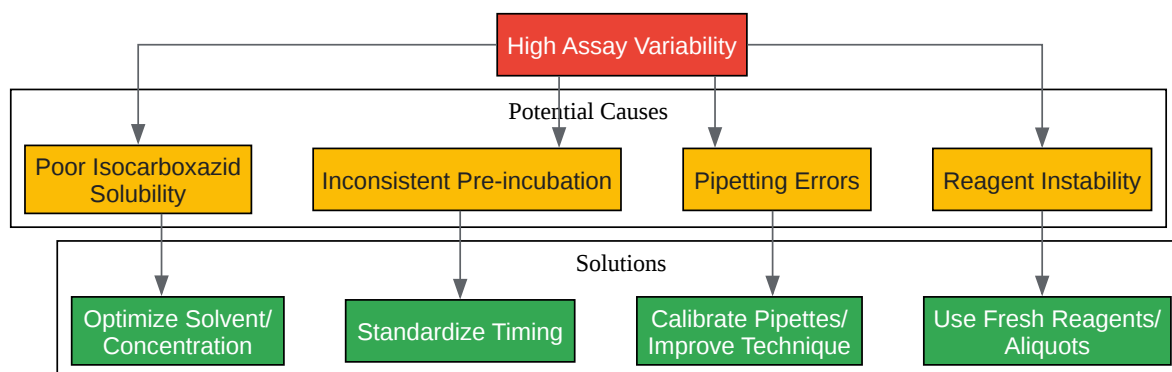 High Assay Variability
Potential Causes
Poor Isocarboxazid
Solubility
Inconsistent Pre-incubation
Pipetting Errors
Reagent Instability
Solutions
Optimize Solvent/
Concentration
Standardize Timing
Calibrate Pipettes/
Improve Technique
Use Fresh Reagents/
Aliquots